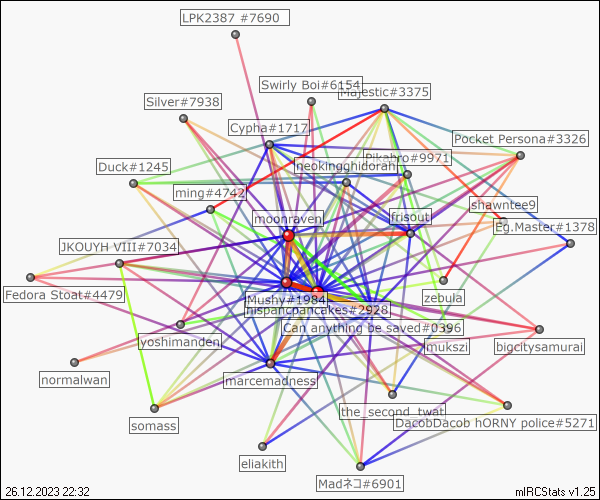 LPK2387 #7690
Swirly Boi#6154
Majestic#3375
Silver#7938
Cypha#1717
Pocket Persona#3326
Pikabro#9971
neokingghidorah
Duck#1245
ming#4742
shawntee9
moonraven
frisout
Eg.Master#1378
JKOUYH VIII#7034
Fedora Stoat#4479
Mushy#1984
zebula
hispancpancakes#2928
Can anything be saved#0396
yoshimanden
mukszi
bigcitysamurai
normalwan
marcemadness
the_second_twat
DacobDacob hORNY police#5271
somass
eliakith
Madネコ#6901
26.12.2023 22:32
mIRCStats v1.25